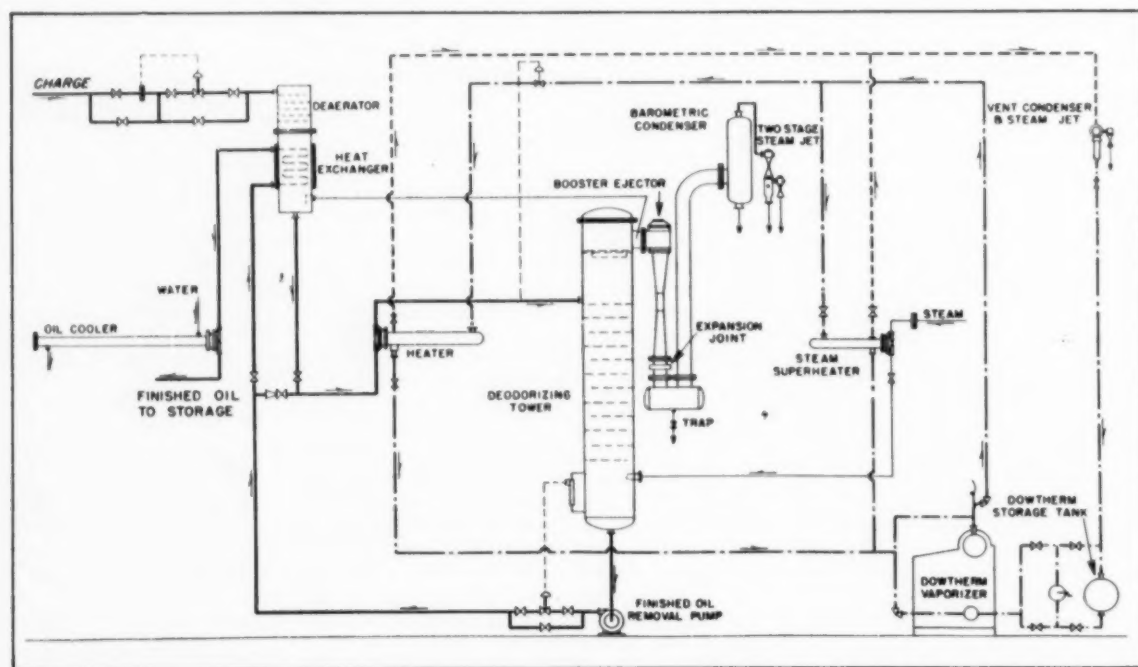 CHARGE
DEAERATOR
HEAT
EXCHANGER
WATER
OIL COOLER
FINISHED OIL
TO STORAGE
HEATER
BOOSTER EJECTOR
BAROMETRIC
CONDENSER
TWO STAGE
STEAM JET
VENT CONDENSER
& STEAM JET
DEODORIZING
TOWER
EXPANSION
JOINT
TRAP
STEAM
STEAM
SUPERHEATER
DOWTHERM
STORAGE TANK
DOWTHERM
VAPORIZER
FINISHED OIL
REMOVAL PUMP